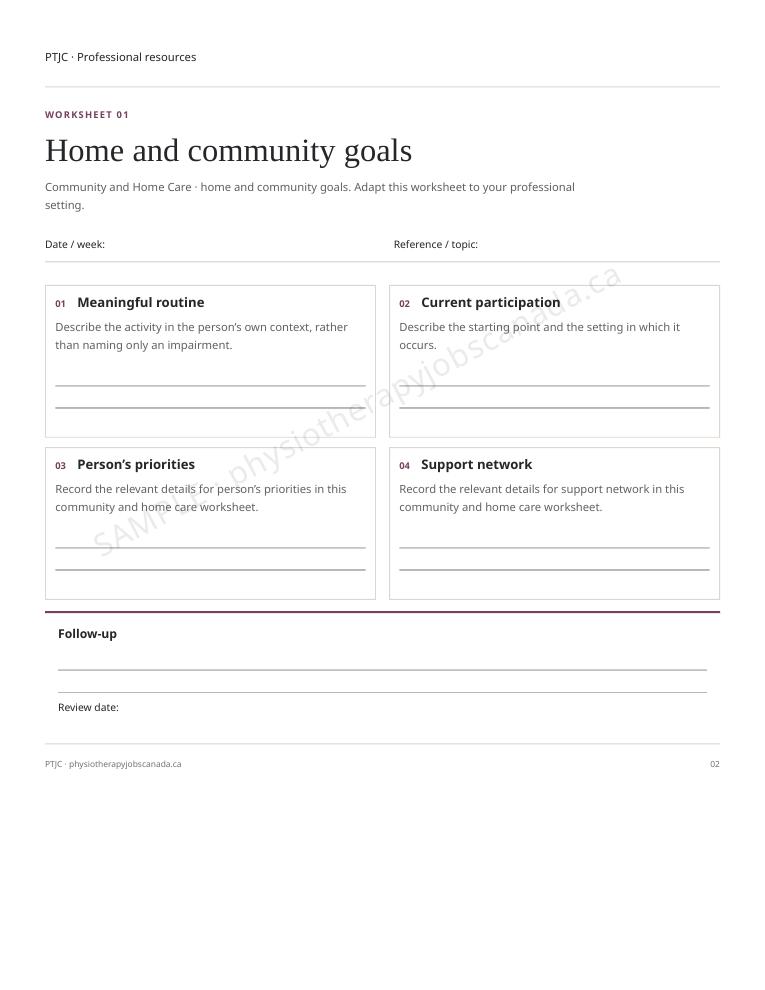 PTJC · Professional resources
WORKSHEET 01
Home and community goals
Community and Home Care · home and community goals. Adapt this worksheet to your professional
setting.
Date / week:
Reference / topic:
01 Meaningful routine
Describe the activity in the person’s own context, rather
than naming only an impairment.
02 Current participation
Describe the starting point and the setting in which it
occurs.
03 Person’s priorities
Record the relevant details for person’s priorities in this
community and home care worksheet.
04 Support network
Record the relevant details for support network in this
community and home care worksheet.
SAMPLE · physiotherapyjobscanada.ca
Follow-up
Review date:
PTJC · physiotherapyjobscanada.ca
02